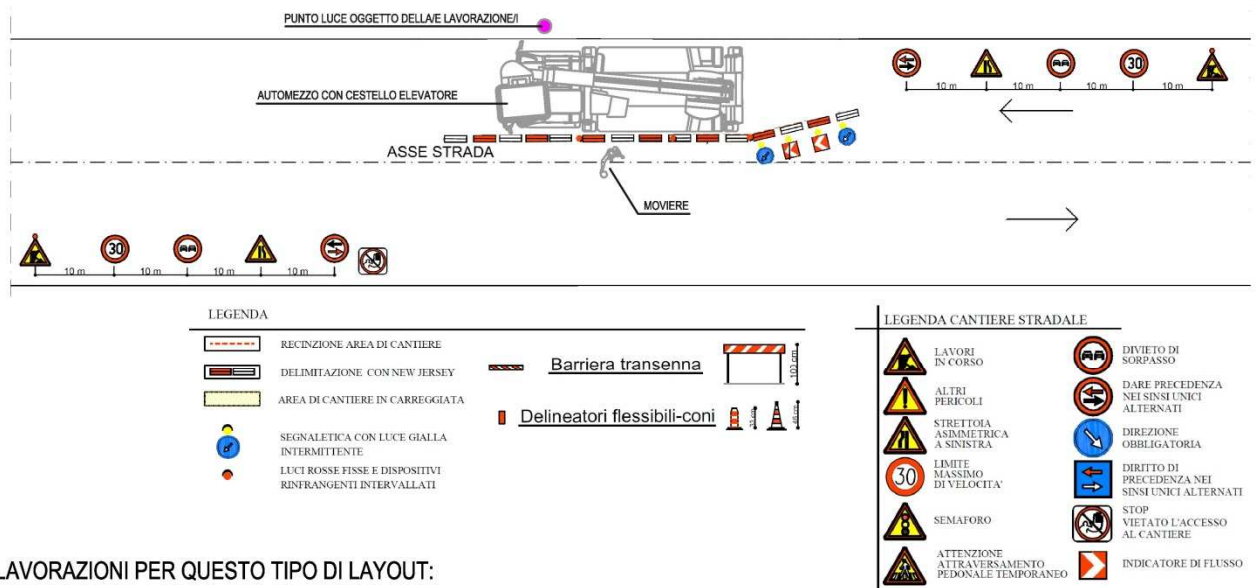 PUNTO LUCE OGGETTO DELLA/E LAVORAZIONE/I
AUTOMEZZO CON CESTELLO ELEVATORE
30
10 m 10 m 10 m 10 m
ASSE STRADA
MOVIERE
30
10 m 10 m 10 m 10 m
LEGENDA
RECINZIONE AREA DI CANTIERE
DELIMITAZIONE CON NEW JERSEY
AREA DI CANTIERE IN CARREGGIATA
SEGNALETICA CON LUCE GIALLA
INTERMITTENTE
LUCI ROSSE FISSE E DISPOSITIVI
RINFRANGENTI INTERVALLATI
Barriera transenna
100 cm
Delineatori flessibili-coni
LEGENDA CANTIERE STRADALE
LAVORI
IN CORSO
ALTRI
PERICOLI
STRETTOIA
ASIMMETRICA
A SINISTRA
30
LIMITE
MASSIMO
DI VELOCITA'
SEMAFORO
ATTENZIONE
ATTRAVERSAMENTO
PEDONALE TEMPORANEO
DIVIETO DI
SORPASSO
DARE PRECEDENZA
NEI SINSI UNICI
ALTERNATI
DIREZIONE
OBBLIGATORIA
DIRITTO DI
PRECEDENZA NEI
SINSI UNICI ALTERNATI
STOP
VIETATO L'ACCESSO
AL CANTIERE
INDICATORE DI FLUSSO
LAVORAZIONI PER QUESTO TIPO DI LAYOUT: